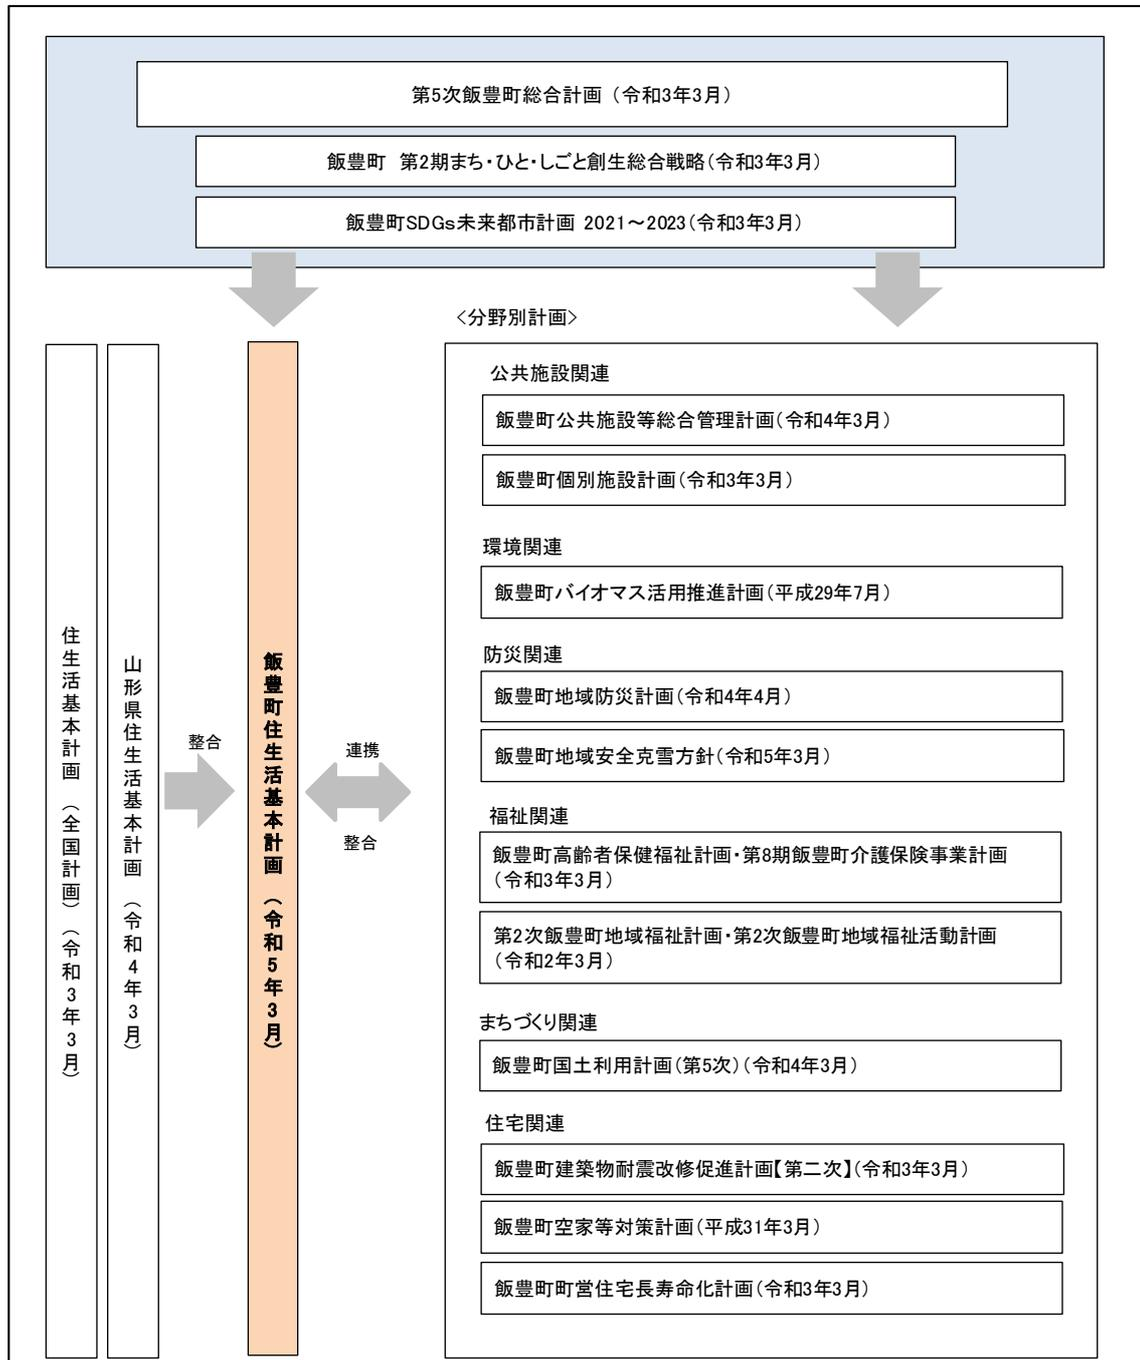 第5次飯豊町総合計画 (令和3年3月)
飯豊町 第2期まち・ひと・しごと創生総合戦略(令和3年3月)
飯豊町SDGs未来都市計画 2021~2023(令和3年3月)
住生活基本計画 (全国計画)(令和3年3月)
山形県住生活基本計画 (令和4年3月)
整合
飯豊町住生活基本計画 (令和5年3月)
連携
整合
<分野別計画>
公共施設関連
飯豊町公共施設等総合管理計画(令和4年3月)
飯豊町個別施設計画(令和3年3月)
環境関連
飯豊町バイオマス活用推進計画(平成29年7月)
防災関連
飯豊町地域防災計画(令和4年4月)
飯豊町地域安全克雪方針(令和5年3月)
福祉関連
飯豊町高齢者保健福祉計画・第8期飯豊町介護保険事業計画
(令和3年3月)
第2次飯豊町地域福祉計画・第2次飯豊町地域福祉活動計画
(令和2年3月)
まちづくり関連
飯豊町国土利用計画(第5次)(令和4年3月)
住宅関連
飯豊町建築物耐震改修促進計画【第二次】(令和3年3月)
飯豊町空家等対策計画(平成31年3月)
飯豊町町営住宅長寿命化計画(令和3年3月)